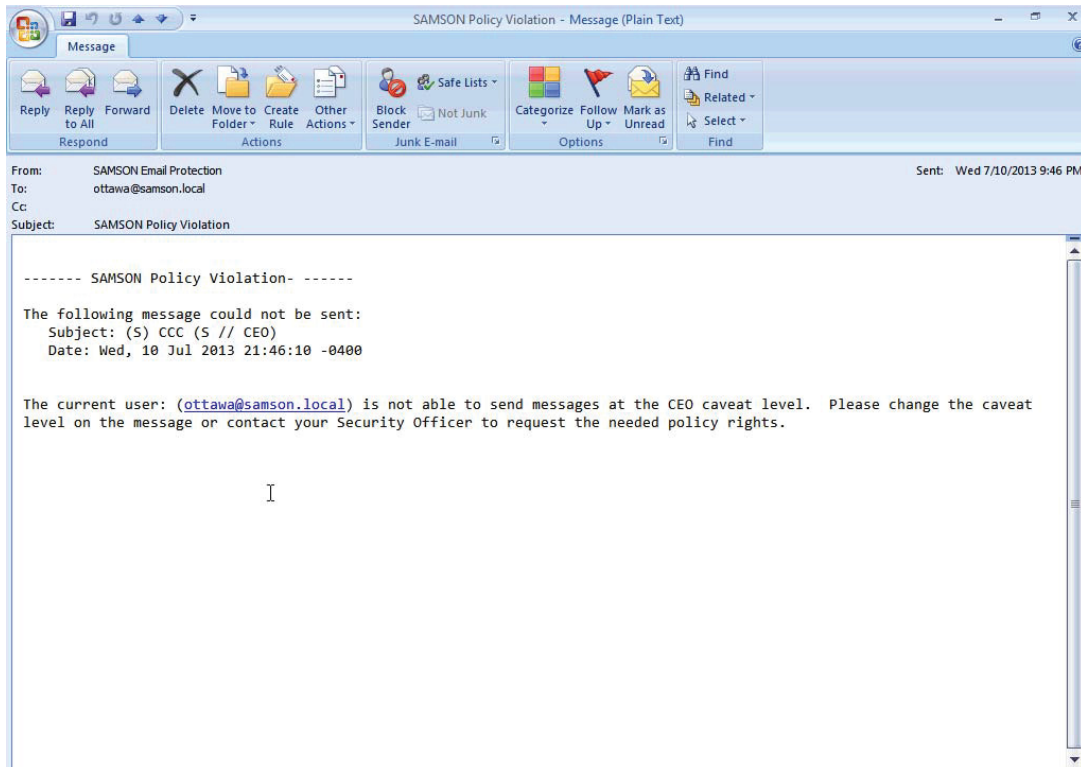 SAMSON Policy Violation - Message (Plain Text)
Message
Reply
Reply to All
Forward
Respond
Delete
Move to Folder
Create Rule
Other Actions
Actions
Block Sender
Safe Lists
Not Junk
Junk E-mail
Categorize
Follow Up
Mark as Unread
Options
Find
Related
Select
Find
From: SAMSON Email Protection
Sent: Wed 7/10/2013 9:46 PM
To: ottawa@samson.local
Cc:
Subject: SAMSON Policy Violation
------- SAMSON Policy Violation- ------
The following message could not be sent:
Subject: (S) CCC (S // CEO)
Date: Wed, 10 Jul 2013 21:46:10 -0400
The current user: (ottawa@samson.local) is not able to send messages at the CEO caveat level.  Please change the caveat
level on the message or contact your Security Officer to request the needed policy rights.